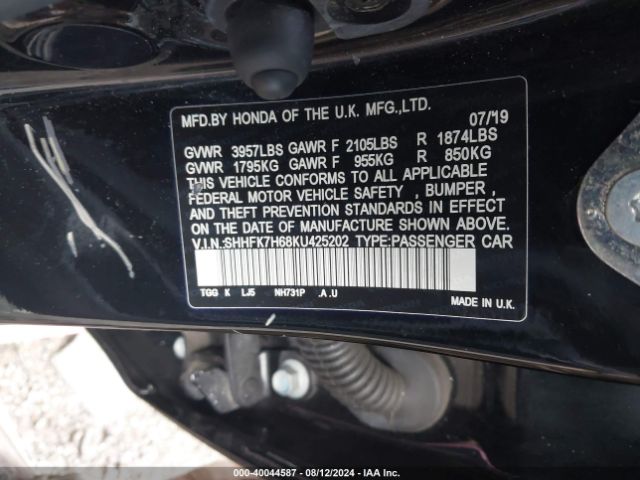 MFD.BY HONDA OF THE U.K. MFG.,LTD. 07/19
GVWR 3957LBS GAWR F 2105LBS R 1874LBS
GVWR 1795KG GAWR F 955KG R 850KG
THIS VEHICLE CONFORMS TO ALL APPLICABLE
FEDERAL MOTOR VEHICLE SAFETY , BUMPER ,
AND THEFT PREVENTION STANDARDS IN EFFECT
ON THE DATE OF MANUFACTURE SHOWN ABOVE.
V.I.N.:SHHFK7H68KU425202 TYPE:PASSENGER CAR
TGG K LJ5 NH731P .A .U
MADE IN U.K.
40044587 - 08/12/2024 - IAA Inc.